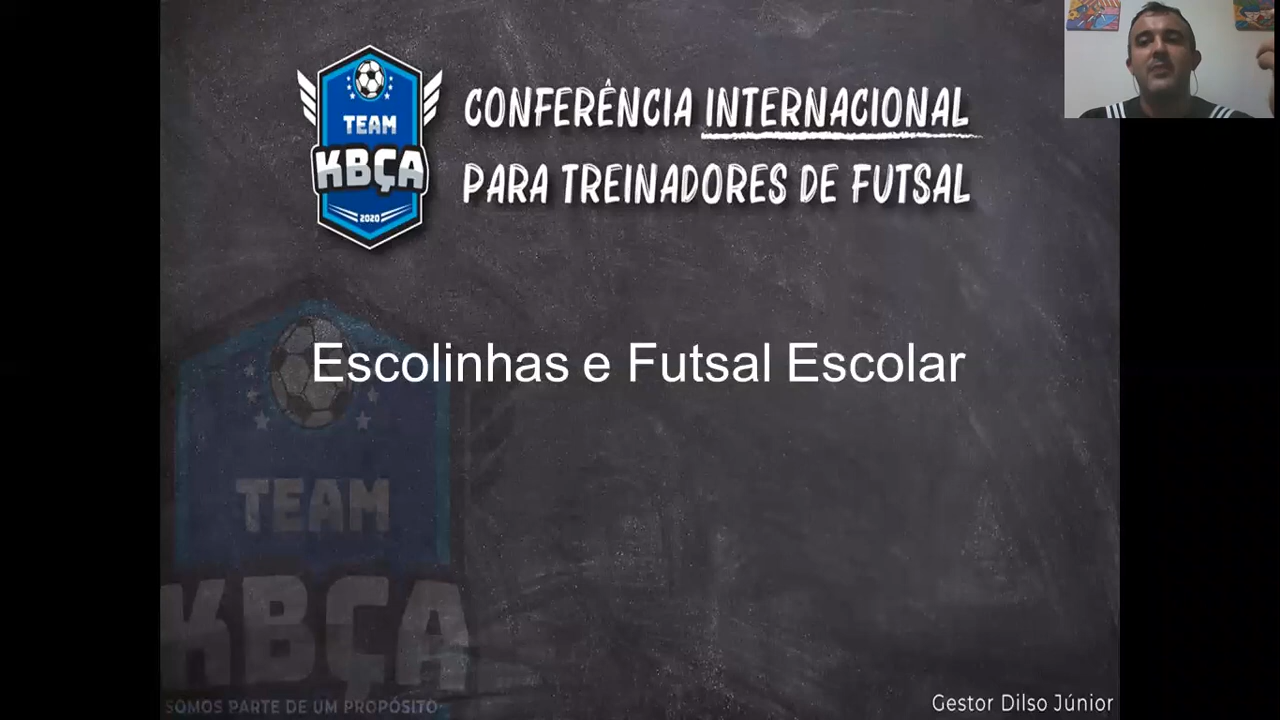 TEAM
KBÇA
2020
CONFERÊNCIA INTERNACIONAL
PARA TREINADORES DE FUTSAL
Escolinhas e Futsal Escolar
TEAM
KBÇA
SOMOS PARTE DE UM PROPÓSITO
Gestor Dilso Júnior